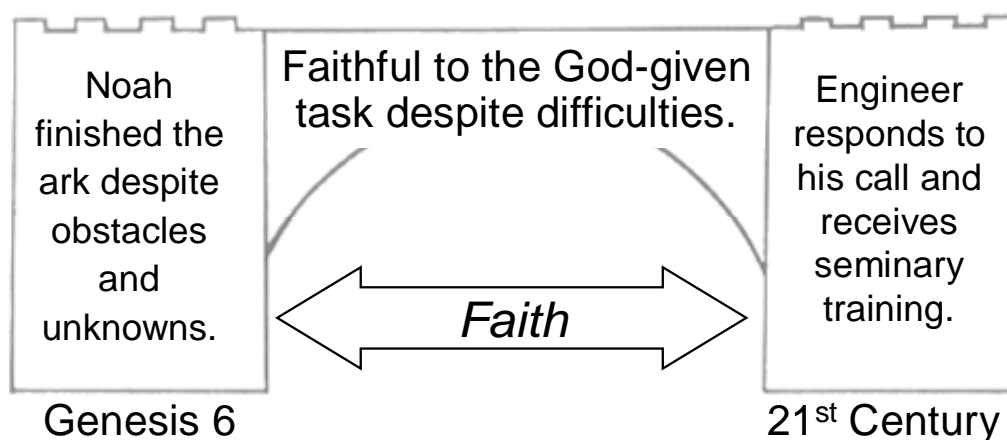 Noah
finished the
ark despite
obstacles
and
unknowns.
Faithful to the God-given
task despite difficulties.
Engineer
responds to
his call and
receives
seminary
training.
Faith
Genesis 6
21st Century